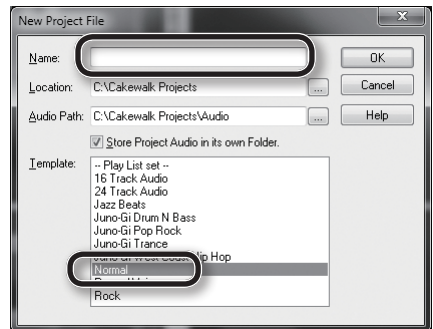 New Project File
Name:
OK
Location: C:\Cakewalk Projects ...
Cancel
Audio Path: C:\Cakewalk Projects\Audio ...
Help
Store Project Audio in its own Folder.
Template:
-- Play List set --
16 Track Audio
24 Track Audio
Jazz Beats
Juno-Gi Drum N Bass
Juno-Gi Pop Rock
Juno-Gi Trance
Hip Hop
Normal
Rock